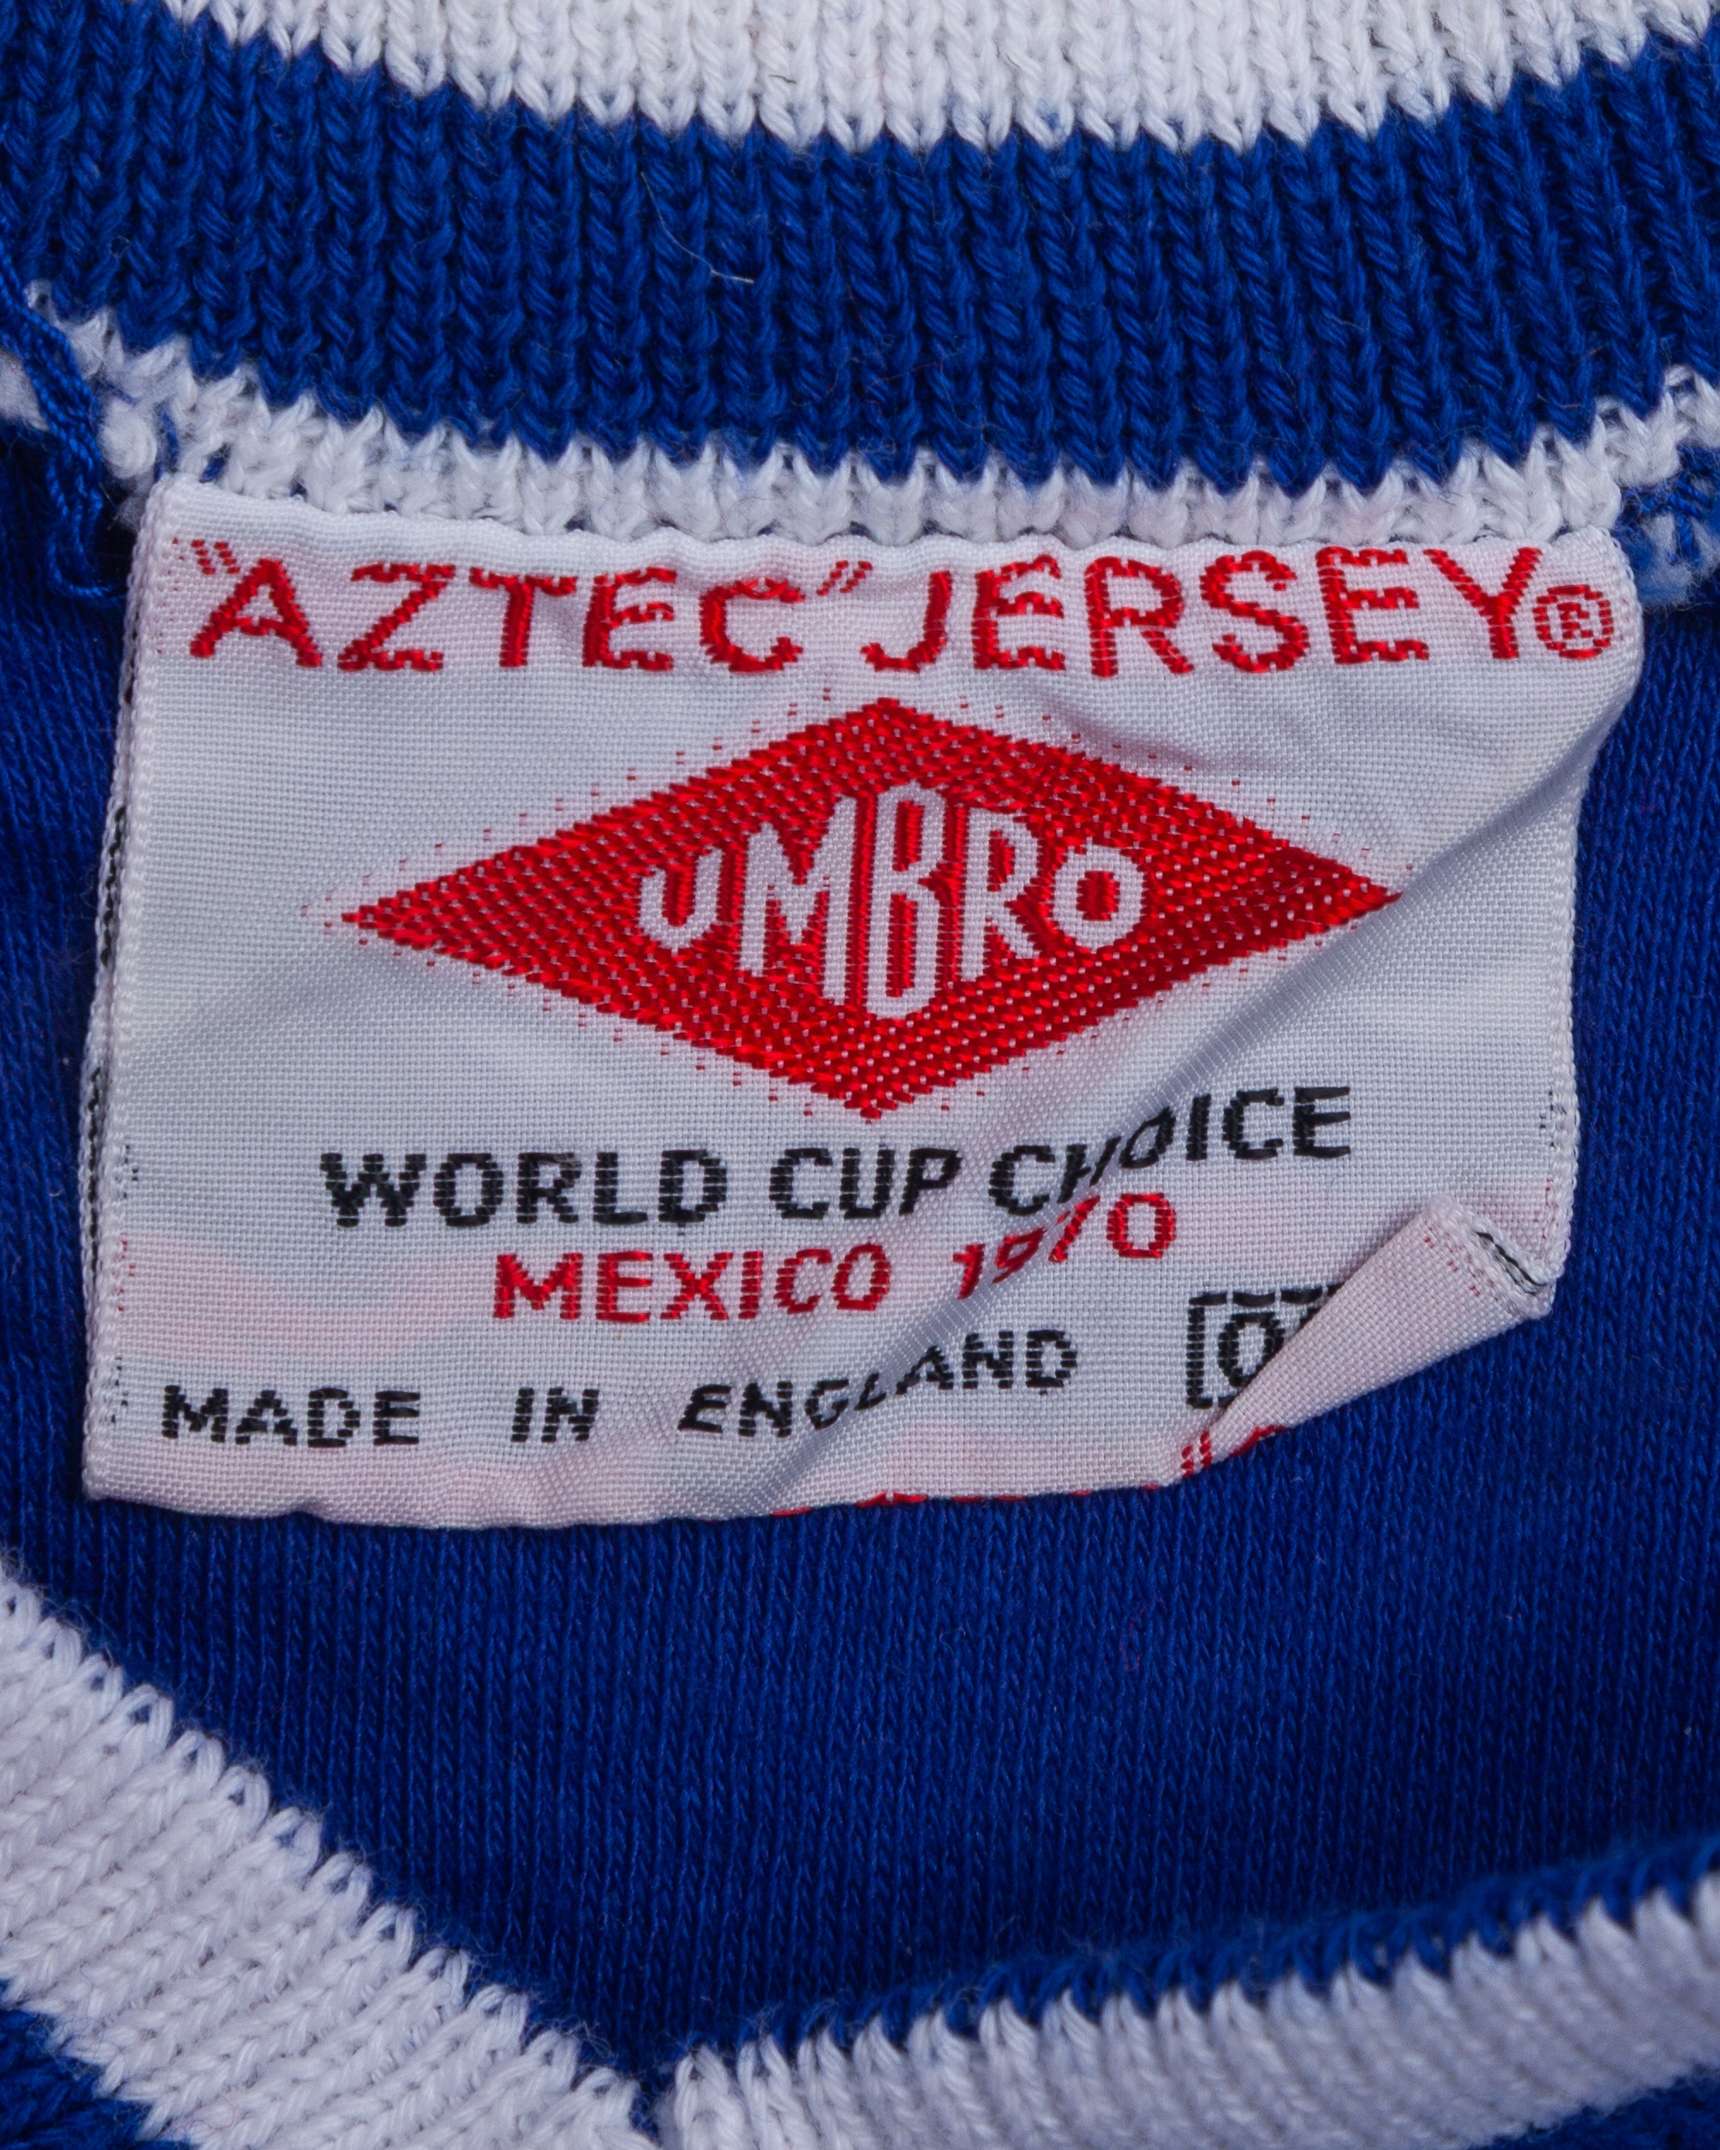 "AZTEC" JERSEY®
UMBRO
WORLD CUP CHOICE
MEXICO 1970
MADE IN ENGLAND